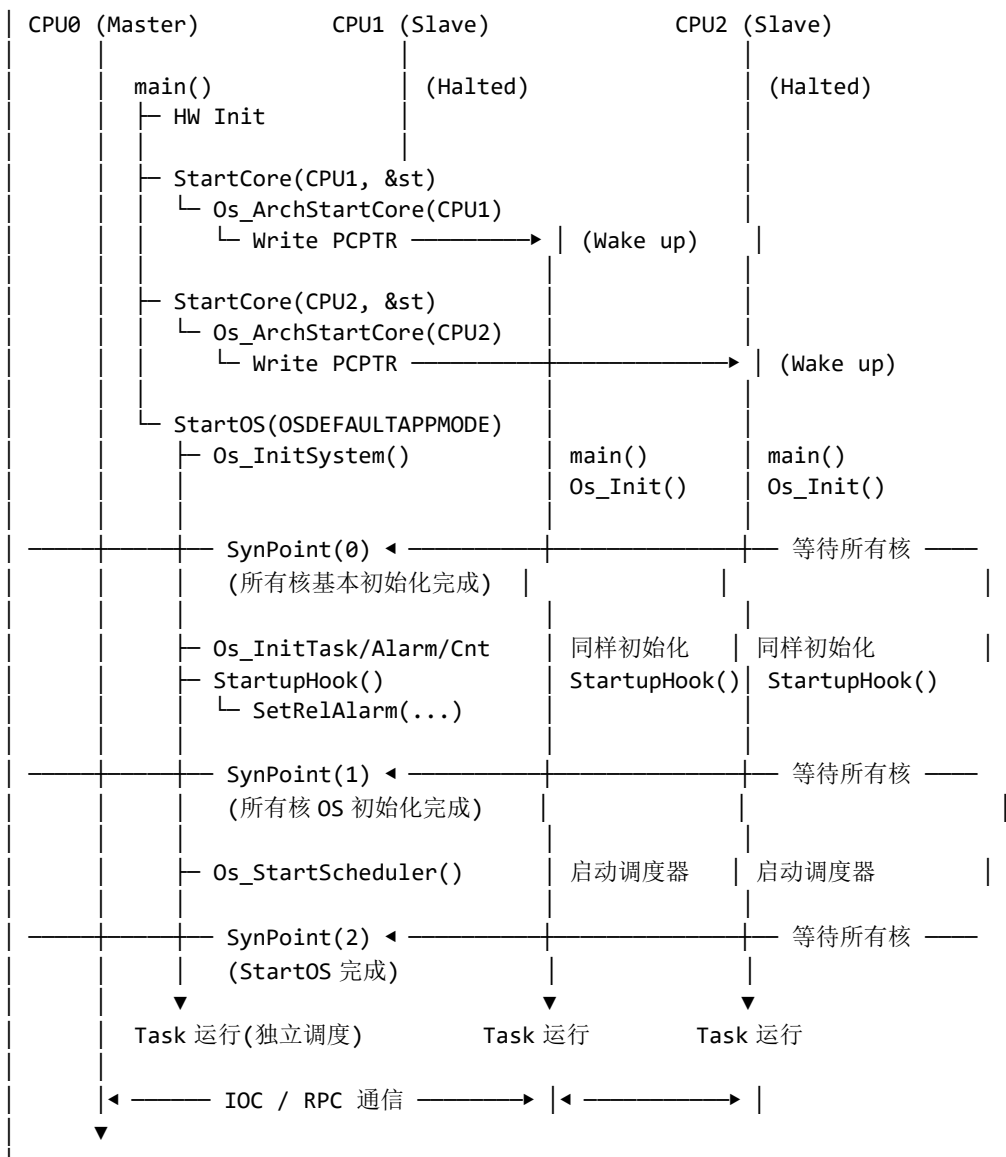 CPU0 (Master) CPU1 (Slave) CPU2 (Slave)
main() (Halted) (Halted)
HW Init
StartCore(CPU1, &st)
Os_ArchStartCore(CPU1)
Write PCPTR (Wake up)
StartCore(CPU2, &st)
Os_ArchStartCore(CPU2)
Write PCPTR (Wake up)
StartOS(OSDEFAULTAPPMODE)
Os_InitSystem() main() main()
Os_Init() Os_Init()
SynPoint(0) 等待所有核
(所有核基本初始化完成)
Os_InitTask/Alarm/Cnt 同样初始化 同样初始化
StartupHook() StartupHook() StartupHook()
SetRelAlarm(...)
SynPoint(1) 等待所有核
(所有核 OS 初始化完成)
Os_StartScheduler() 启动调度器 启动调度器
SynPoint(2) 等待所有核
(StartOS 完成)
Task 运行(独立调度) Task 运行 Task 运行
IOC / RPC 通信